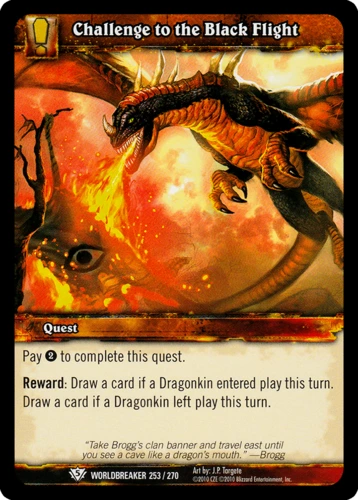 Challenge to the Black Flight
Quest
Pay 2 to complete this quest.
Reward: Draw a card if a Dragonkin entered play this turn.
Draw a card if a Dragonkin left play this turn.
"Take Brogg's clan banner and travel east until
you see a cave like a dragon's mouth." —Brogg
WORLDBREAKER 253 / 270
Art by: J.P. Targete
©2010 CZE ©2010 Blizzard Entertainment, Inc.